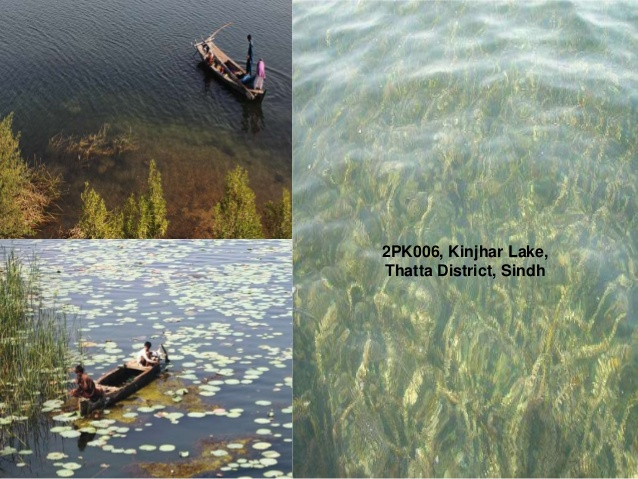 2PK006, Kinjhar Lake,
Thatta District, Sindh